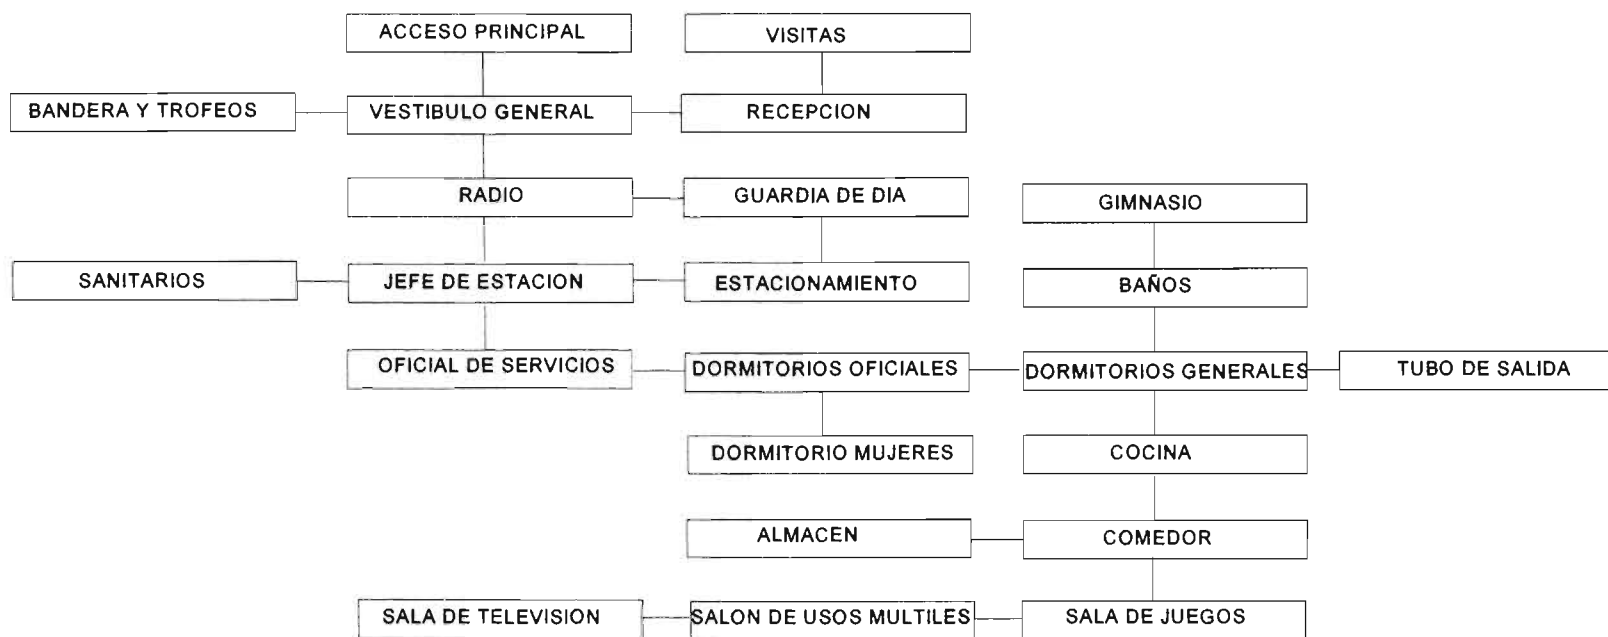 ACCESO PRINCIPAL
VISITAS
BANDERA Y TROFEOS
VESTIBULO GENERAL
RECEPCION
RADIO
GUARDIA DE DIA
GIMNASIO
SANITARIOS
JEFE DE ESTACION
ESTACIONAMIENTO
BAÑOS
OFICIAL DE SERVICIOS
DORMITORIOS OFICIALES
DORMITORIOS GENERALES
TUBO DE SALIDA
DORMITORIO MUJERES
COCINA
ALMACEN
COMEDOR
SALA DE TELEVISION
SALON DE USOS MULTILES
SALA DE JUEGOS